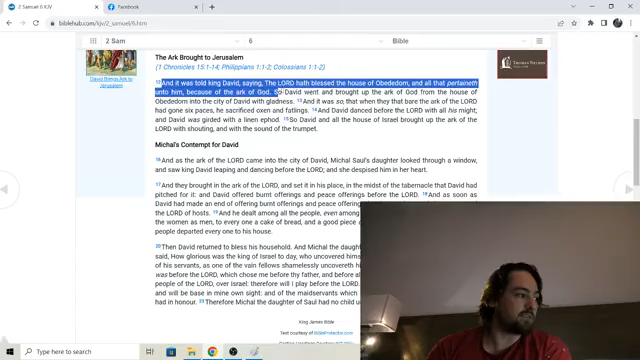 2 Samuel 6 KJV
Facebook
biblehub.com/kjv/2_samuel/6.htm
2 Sam
6
Bible
David Brings Ark to
Jerusalem
The Ark Brought to Jerusalem
(1 Chronicles 15:1-14; Philippians 1:1-2; Colossians 1:1-2)
12And it was told king David, saying, The LORD hath blessed the house of Obededom, and all that pertaineth
unto him, because of the ark of God. So David went and brought up the ark of God from the house of
Obededom into the city of David with gladness. 13And it was so, that when they that bare the ark of the LORD
had gone six paces, he sacrificed oxen and fatlings. 14And David danced before the LORD with all his might;
and David was girded with a linen ephod. 15So David and all the house of Israel brought up the ark of the
LORD with shouting, and with the sound of the trumpet.
Michal's Contempt for David
16And as the ark of the LORD came into the city of David, Michal Saul's daughter looked through a window,
and saw king David leaping and dancing before the LORD; and she despised him in her heart.
17And they brought in the ark of the LORD, and set it in his place, in the midst of the tabernacle that David had
pitched for it: and David offered burnt offerings and peace offerings before the LORD. 18And as soon as
David had made an end of offering burnt offerings and peace offerings
the LORD of hosts. 19And he dealt among all the people, even among
the women as men, to every one a cake of bread, and a good piece
people departed every one to his house.
20Then David returned to bless his household. And Michal the daught
said, How glorious was the king of Israel to day, who uncovered hims
of his servants, as one of the vain fellows shamelessly uncovereth hi
was before the LORD, which chose me before thy father, and before al
people of the LORD, over Israel: therefore will I play before the LORD.
and will be base in mine own sight: and of the maidservants which t
had in honour. 23Therefore Michal the daughter of Saul had no child u
King James Bible
Text courtesy of BibleProtector.com
THOMAS NELSON
Type here to search